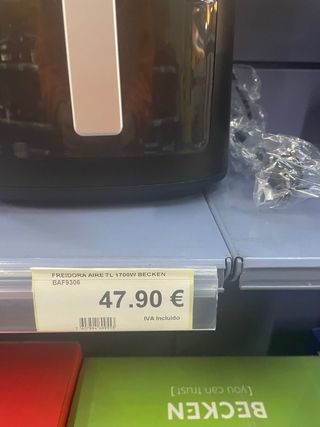 FREIDORA AIRE 7L 1700W BECKEN
BAF9306
47.90 €
IVA Incluido
[you can trust]
BECKEN